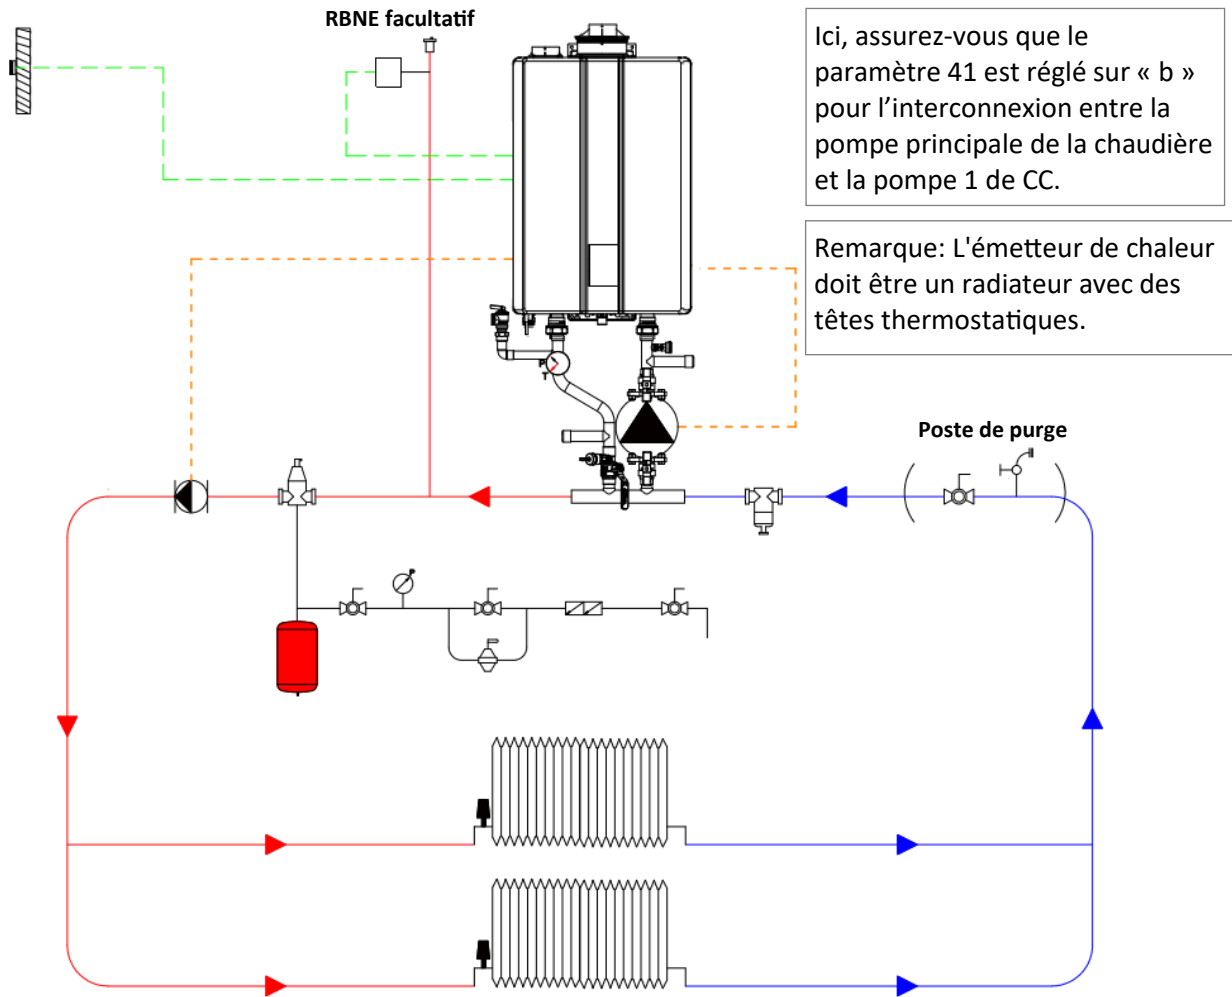 RBNE facultatif
Ici, assurez-vous que le
paramètre 41 est réglé sur « b »
pour l’interconnexion entre la
pompe principale de la chaudière
et la pompe 1 de CC.
Remarque: L'émetteur de chaleur
doit être un radiateur avec des
têtes thermostatiques.
P
T
Poste de purge
P